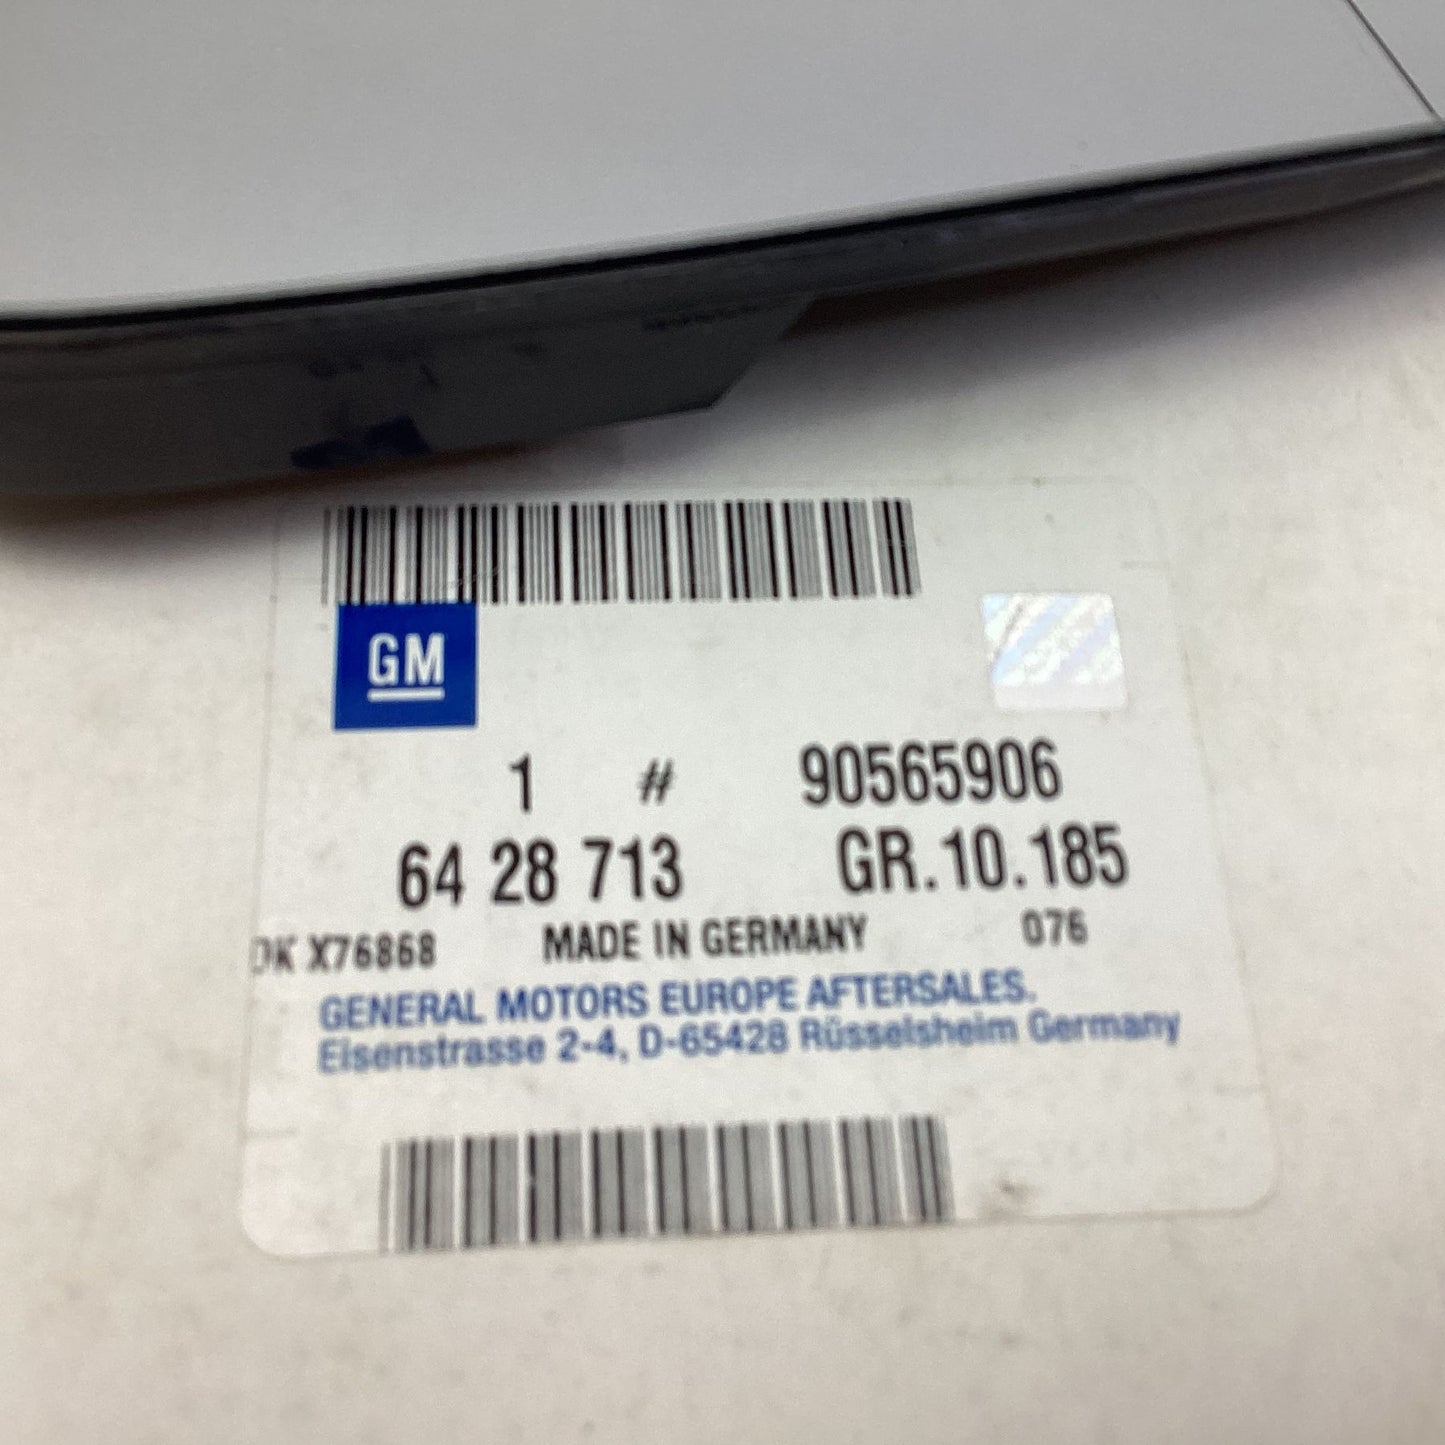 GM
1 # 90565906
64 28 713 GR.10.185
DK X76868 MADE IN GERMANY 076
GENERAL MOTORS EUROPE AFTERSALES.
Eisenstrasse 2-4, D-65428 Rüsselsheim Germany